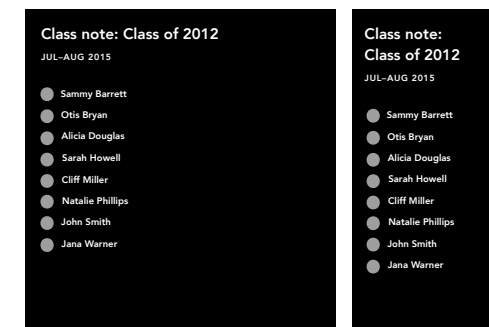 Class note: Class of 2012
JUL–AUG 2015
Sammy Barrett
Otis Bryan
Alicia Douglas
Sarah Howell
Cliff Miller
Natalie Phillips
John Smith
Jana Warner
Class note:
Class of 2012
JUL–AUG 2015
Sammy Barrett
Otis Bryan
Alicia Douglas
Sarah Howell
Cliff Miller
Natalie Phillips
John Smith
Jana Warner